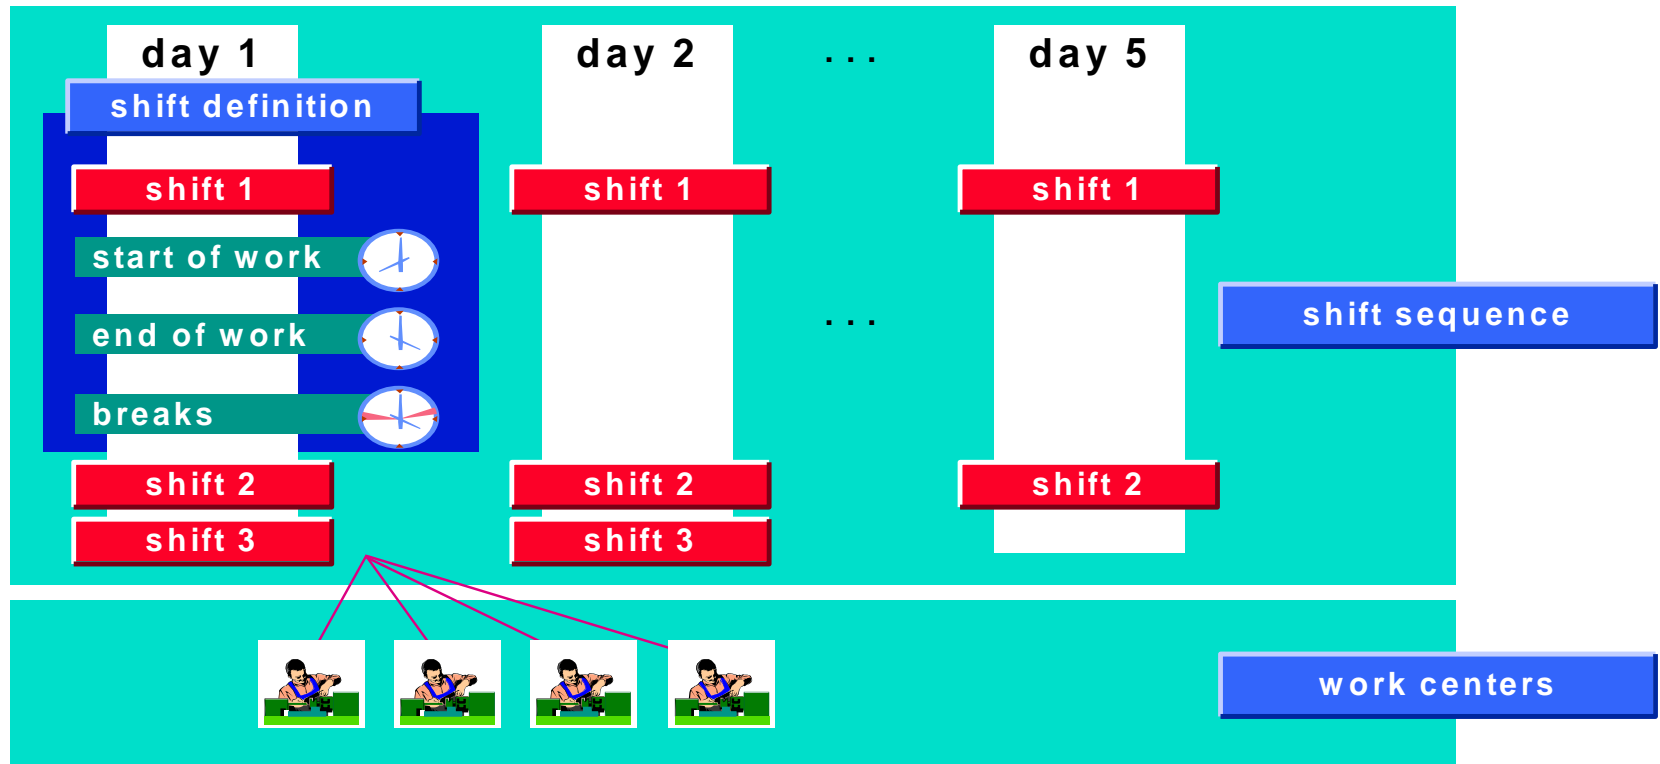 day 1
day 2
. . .
day 5
shift definition
shift 1
shift 1
shift 1
start of work
end of work
. . .
shift sequence
breaks
shift 2
shift 2
shift 2
shift 3
shift 3
work centers